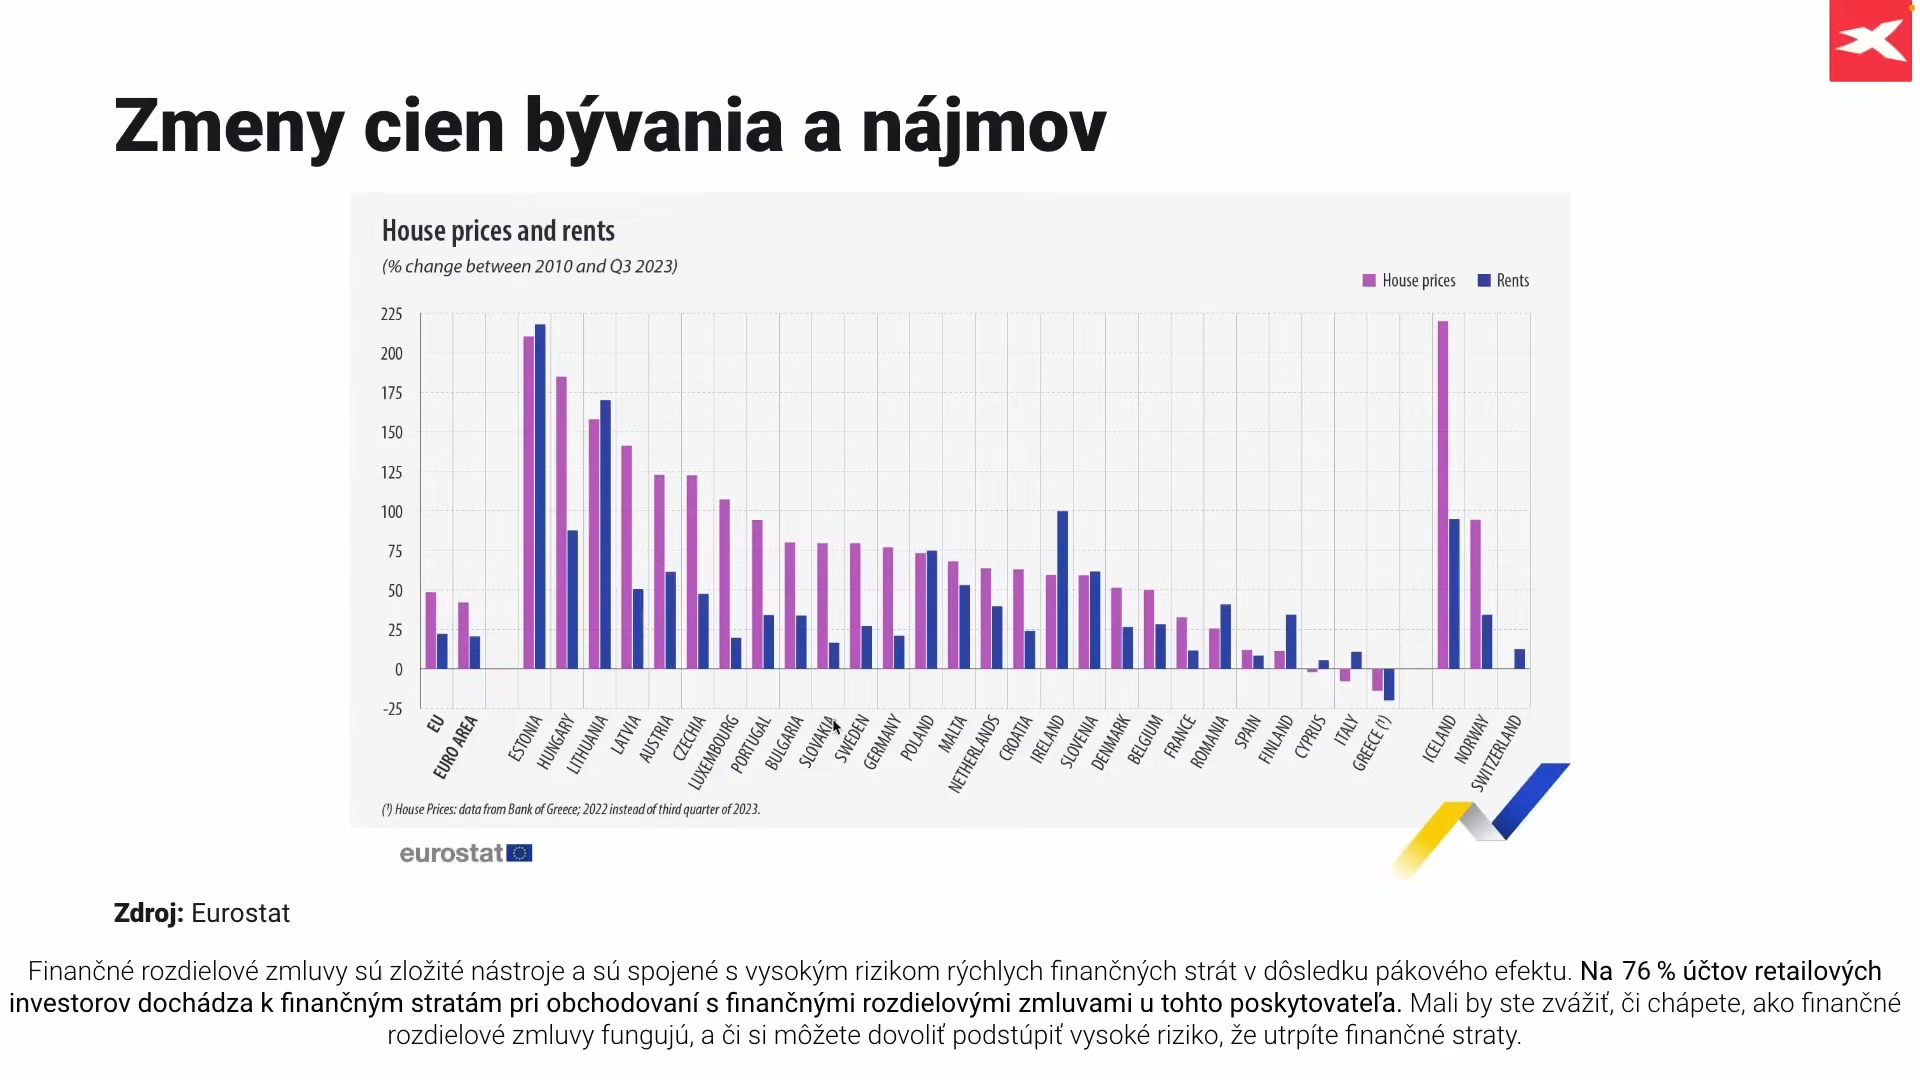 Zmeny cien bývania a nájmov
House prices and rents
(% change between 2010 and Q3 2023)
House prices
Rents
225
200
175
150
125
100
75
50
25
0
-25
EU
EURO AREA
ESTONIA
HUNGARY
LITHUANIA
LATVIA
AUSTRIA
CZECHIA
LUXEMBOURG
PORTUGAL
BULGARIA
SLOVAKIA
SWEDEN
GERMANY
POLAND
MALTA
NETHERLANDS
CROATIA
IRELAND
SLOVENIA
DENMARK
BELGIUM
FRANCE
ROMANIA
SPAIN
FINLAND
CYPRUS
ITALY
GREECE (¹)
ICELAND
NORWAY
SWITZERLAND
(¹) House Prices: data from Bank of Greece; 2022 instead of third quarter of 2023.
eurostat
Zdroj: Eurostat
Finančné rozdielové zmluvy sú zložité nástroje a sú spojené s vysokým rizikom rýchlych finančných strát v dôsledku pákového efektu. Na 76 % účtov retailových
investorov dochádza k finančným stratám pri obchodovaní s finančnými rozdielovými zmluvami u tohto poskytovateľa. Mali by ste zvážiť, či chápete, ako finančné
rozdielové zmluvy fungujú, a či si môžete dovoliť podstúpiť vysoké riziko, že utrpíte finančné straty.